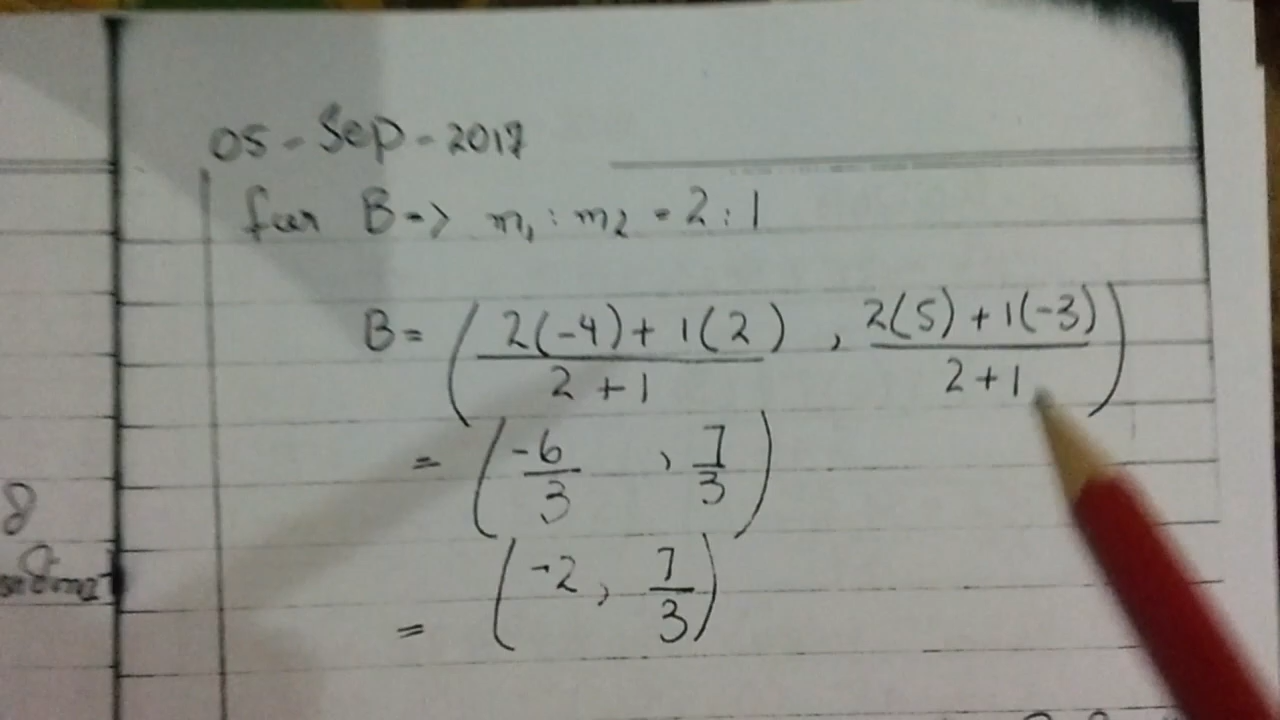 05-Sep-2017
for B => m₁ : m₂ = 2 : 1
B = ( 2(-4) + 1(2) / 2 + 1 , 2(5) + 1(-3) / 2 + 1 )
= ( -6/3 , 7/3 )
= ( -2 , 7/3 )
8